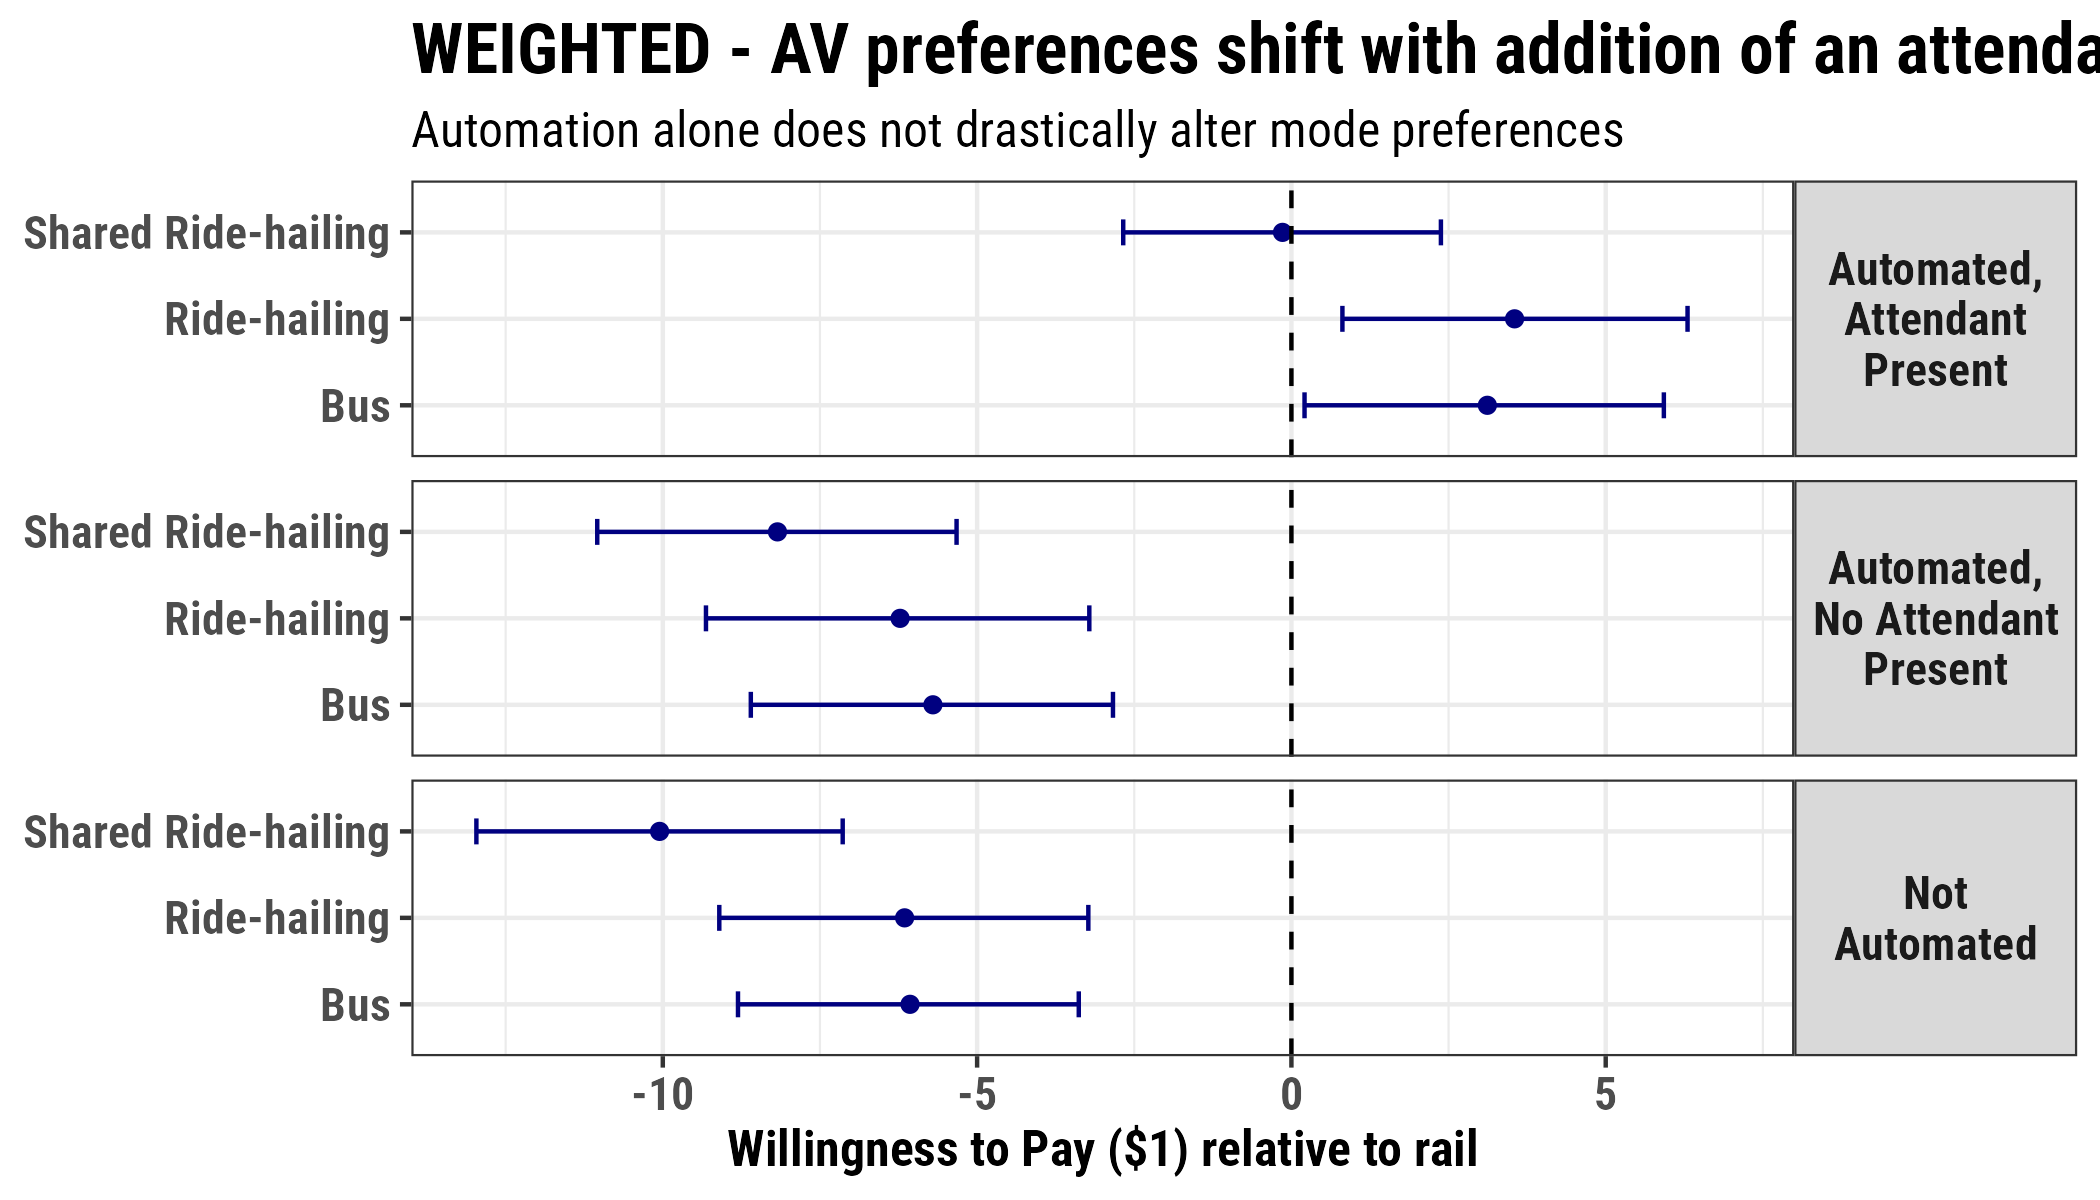 WEIGHTED - AV preferences shift with addition of an attenda
Automation alone does not drastically alter mode preferences
Shared Ride-hailing
Ride-hailing
Bus
Automated,
Attendant
Present
Shared Ride-hailing
Ride-hailing
Bus
Automated,
No Attendant
Present
Shared Ride-hailing
Ride-hailing
Bus
Not
Automated
-10 -5 0 5
Willingness to Pay ($1) relative to rail